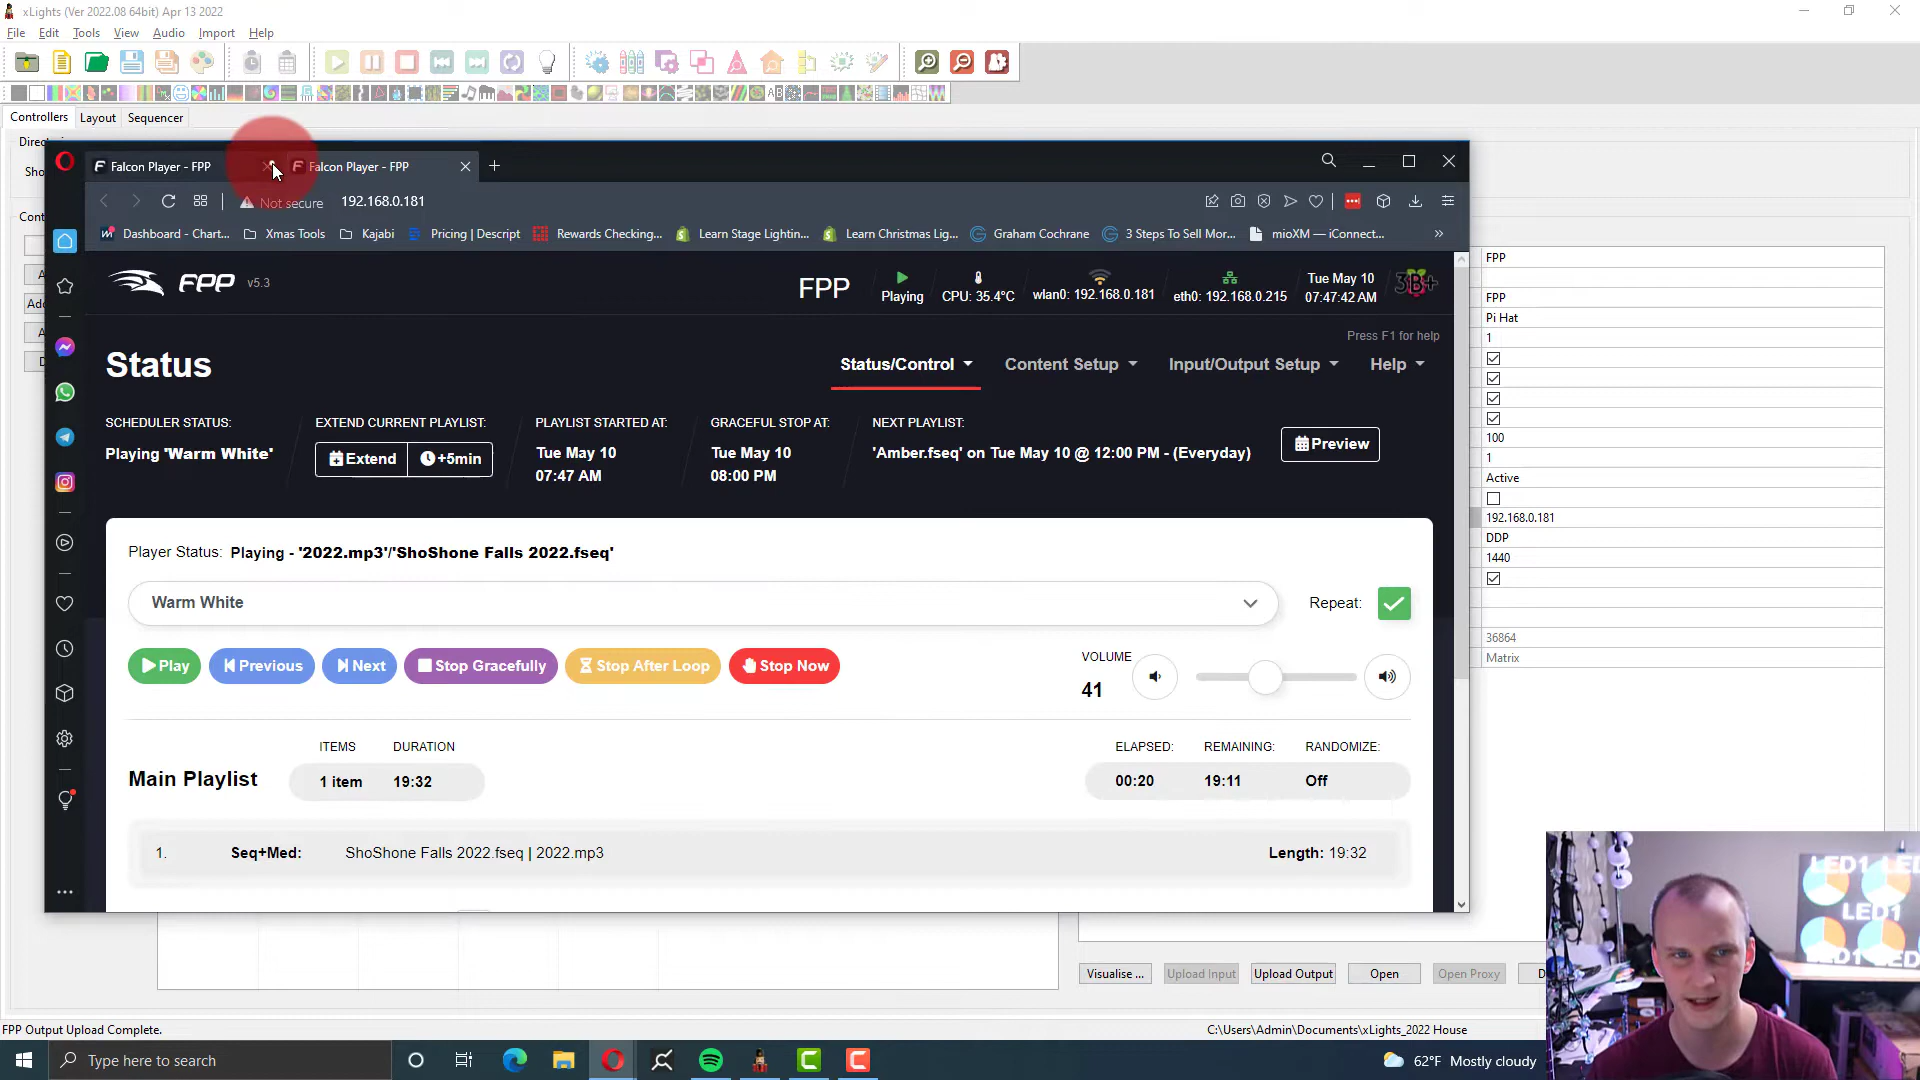 xLights (Ver 2022.08 64bit) Apr 13 2022
File Edit Tools View Audio Import Help
Controllers Layout Sequencer
Falcon Player - FPP
Falcon Player - FPP
Not secure 192.168.0.181
Dashboard - Chart... Xmas Tools Kajabi Pricing | Descript Rewards Checking,... Learn Stage Lightin... Learn Christmas Lig... Graham Cochrane 3 Steps To Sell Mor... mioXM — iConnect... »
FPP v5.3
FPP
Playing
CPU: 35.4°C
wlan0: 192.168.0.181
eth0: 192.168.0.215
Tue May 10
07:47:42 AM
3B+
Press F1 for help
Status
Status/Control Content Setup Input/Output Setup Help
SCHEDULER STATUS:
Playing 'Warm White'
EXTEND CURRENT PLAYLIST:
Extend +5min
PLAYLIST STARTED AT:
Tue May 10
07:47 AM
GRACEFUL STOP AT:
Tue May 10
08:00 PM
NEXT PLAYLIST:
'Amber.fseq' on Tue May 10 @ 12:00 PM - (Everyday)
Preview
Player Status: Playing - '2022.mp3'/'ShoShone Falls 2022.fseq'
Warm White
Repeat:
Play Previous Next Stop Gracefully Stop After Loop Stop Now
VOLUME
41
Main Playlist
ITEMS DURATION
1 item 19:32
ELAPSED: REMAINING: RANDOMIZE:
00:20 19:11 Off
1. Seq+Med: ShoShone Falls 2022.fseq | 2022.mp3 Length: 19:32
FPP
FPP
Pi Hat
1
100
1
Active
192.168.0.181
DDP
1440
36864
Matrix
Visualise ... Upload Input Upload Output Open Open Proxy
FPP Output Upload Complete.
C:\Users\Admin\Documents\xLights_2022 House
Type here to search
62°F Mostly cloudy
LED1
LED1